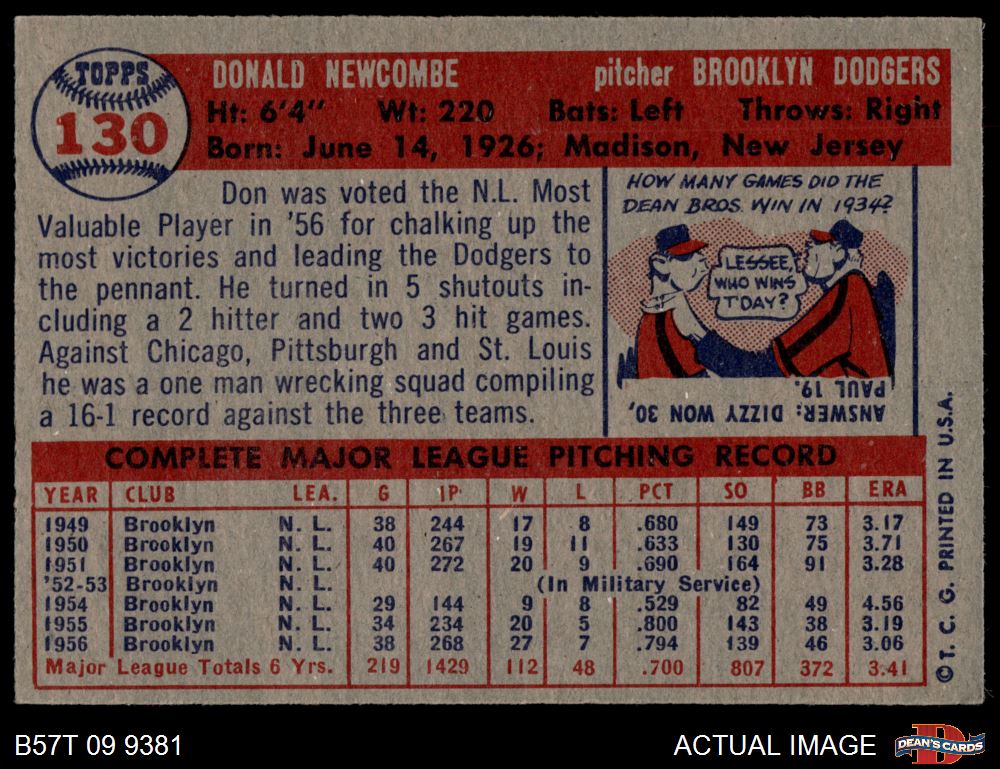 TOPPS
130
DONALD NEWCOMBE pitcher BROOKLYN DODGERS
Ht: 6'4" Wt: 220 Bats: Left Throws: Right
Born: June 14, 1926; Madison, New Jersey
Don was voted the N.L. Most
Valuable Player in '56 for chalking up the
most victories and leading the Dodgers to
the pennant. He turned in 5 shutouts in-
cluding a 2 hitter and two 3 hit games.
Against Chicago, Pittsburgh and St. Louis
he was a one man wrecking squad compiling
a 16-1 record against the three teams.
HOW MANY GAMES DID THE
DEAN BROS. WIN IN 1934?
LESSEE,
WHO WINS
T'DAY?
ANSWER: DIZZY WON 30,
PAUL 19.
COMPLETE MAJOR LEAGUE PITCHING RECORD
YEAR CLUB LEA. G IP W L PCT SO BB ERA
1949 Brooklyn N. L. 38 244 17 8 .680 149 73 3.17
1950 Brooklyn N. L. 40 267 19 11 .633 130 75 3.71
1951 Brooklyn N. L. 40 272 20 9 .690 164 91 3.28
'52-53 Brooklyn N. L. (In Military Service)
1954 Brooklyn N. L. 29 144 9 8 .529 82 49 4.56
1955 Brooklyn N. L. 34 234 20 5 .800 143 38 3.19
1956 Brooklyn N. L. 38 268 27 7 .794 139 46 3.06
Major League Totals 6 Yrs. 219 1429 112 48 .700 807 372 3.41
© T. C. G. PRINTED IN U.S.A.
B57T 09 9381
ACTUAL IMAGE
D
DEAN'S CARDS